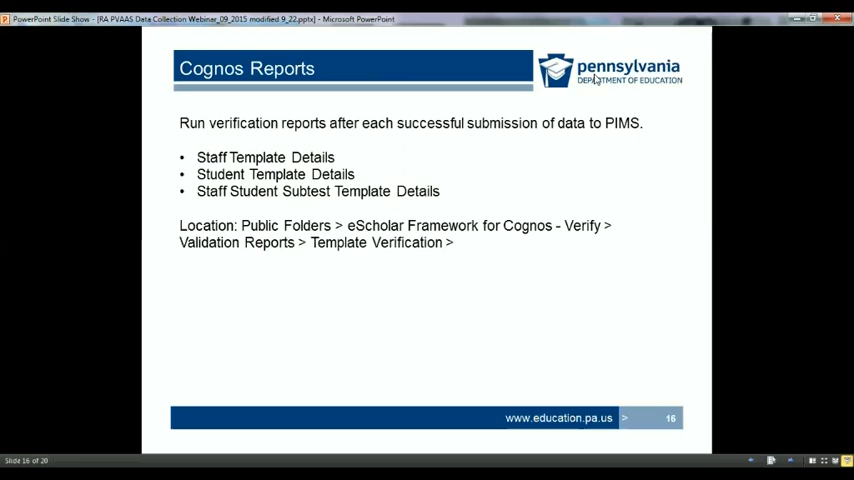 PowerPoint Slide Show - [RA PVAAS Data Collection Webinar_09_2015 modified 9_22.pptx] - Microsoft PowerPoint
Cognos Reports
pennsylvania
DEPARTMENT OF EDUCATION
Run verification reports after each successful submission of data to PIMS.
• Staff Template Details
• Student Template Details
• Staff Student Subtest Template Details
Location: Public Folders > eScholar Framework for Cognos - Verify >
Validation Reports > Template Verification >
www.education.pa.us > 16
Slide 16 of 20